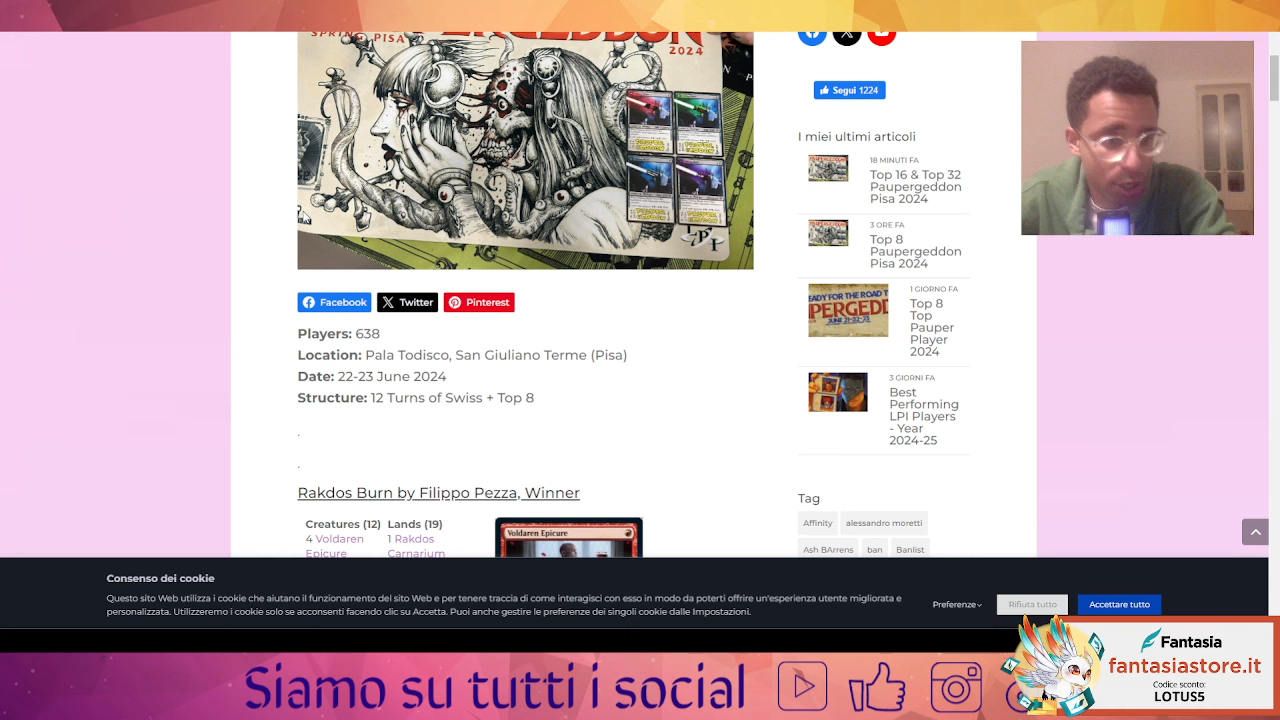 SPRING PISA
2024
Segui 1224
I miei ultimi articoli
18 MINUTI FA
Top 16 & Top 32
Paupergeddon
Pisa 2024
3 ORE FA
Top 8
Paupergeddon
Pisa 2024
1 GIORNO FA
Top 8
Top
Pauper
Player
2024
3 GIORNI FA
Best
Performing
LPI Players
- Year
2024-25
Facebook
Twitter
Pinterest
Players: 638
Location: Pala Todisco, San Giuliano Terme (Pisa)
Date: 22-23 June 2024
Structure: 12 Turns of Swiss + Top 8
.
.
Rakdos Burn by Filippo Pezza, Winner
Creatures (12)
4 Voldaren
Epicure
Lands (19)
1 Rakdos
Carnarium
Voldaren Epicure
Tag
Affinity
alessandro moretti
Ash BArrens
ban
Banlist
Consenso dei cookie
Questo sito Web utilizza i cookie che aiutano il funzionamento del sito Web e per tenere traccia di come interagisci con esso in modo da poterti offrire un'esperienza utente migliorata e
personalizzata. Utilizzeremo i cookie solo se acconsenti facendo clic su Accetta. Puoi anche gestire le preferenze dei singoli cookie dalle Impostazioni.
Preferenze
Rifiuta tutto
Accettare tutto
Siamo su tutti i social
Fantasia
fantasiastore.it
Codice sconto:
LOTUS5